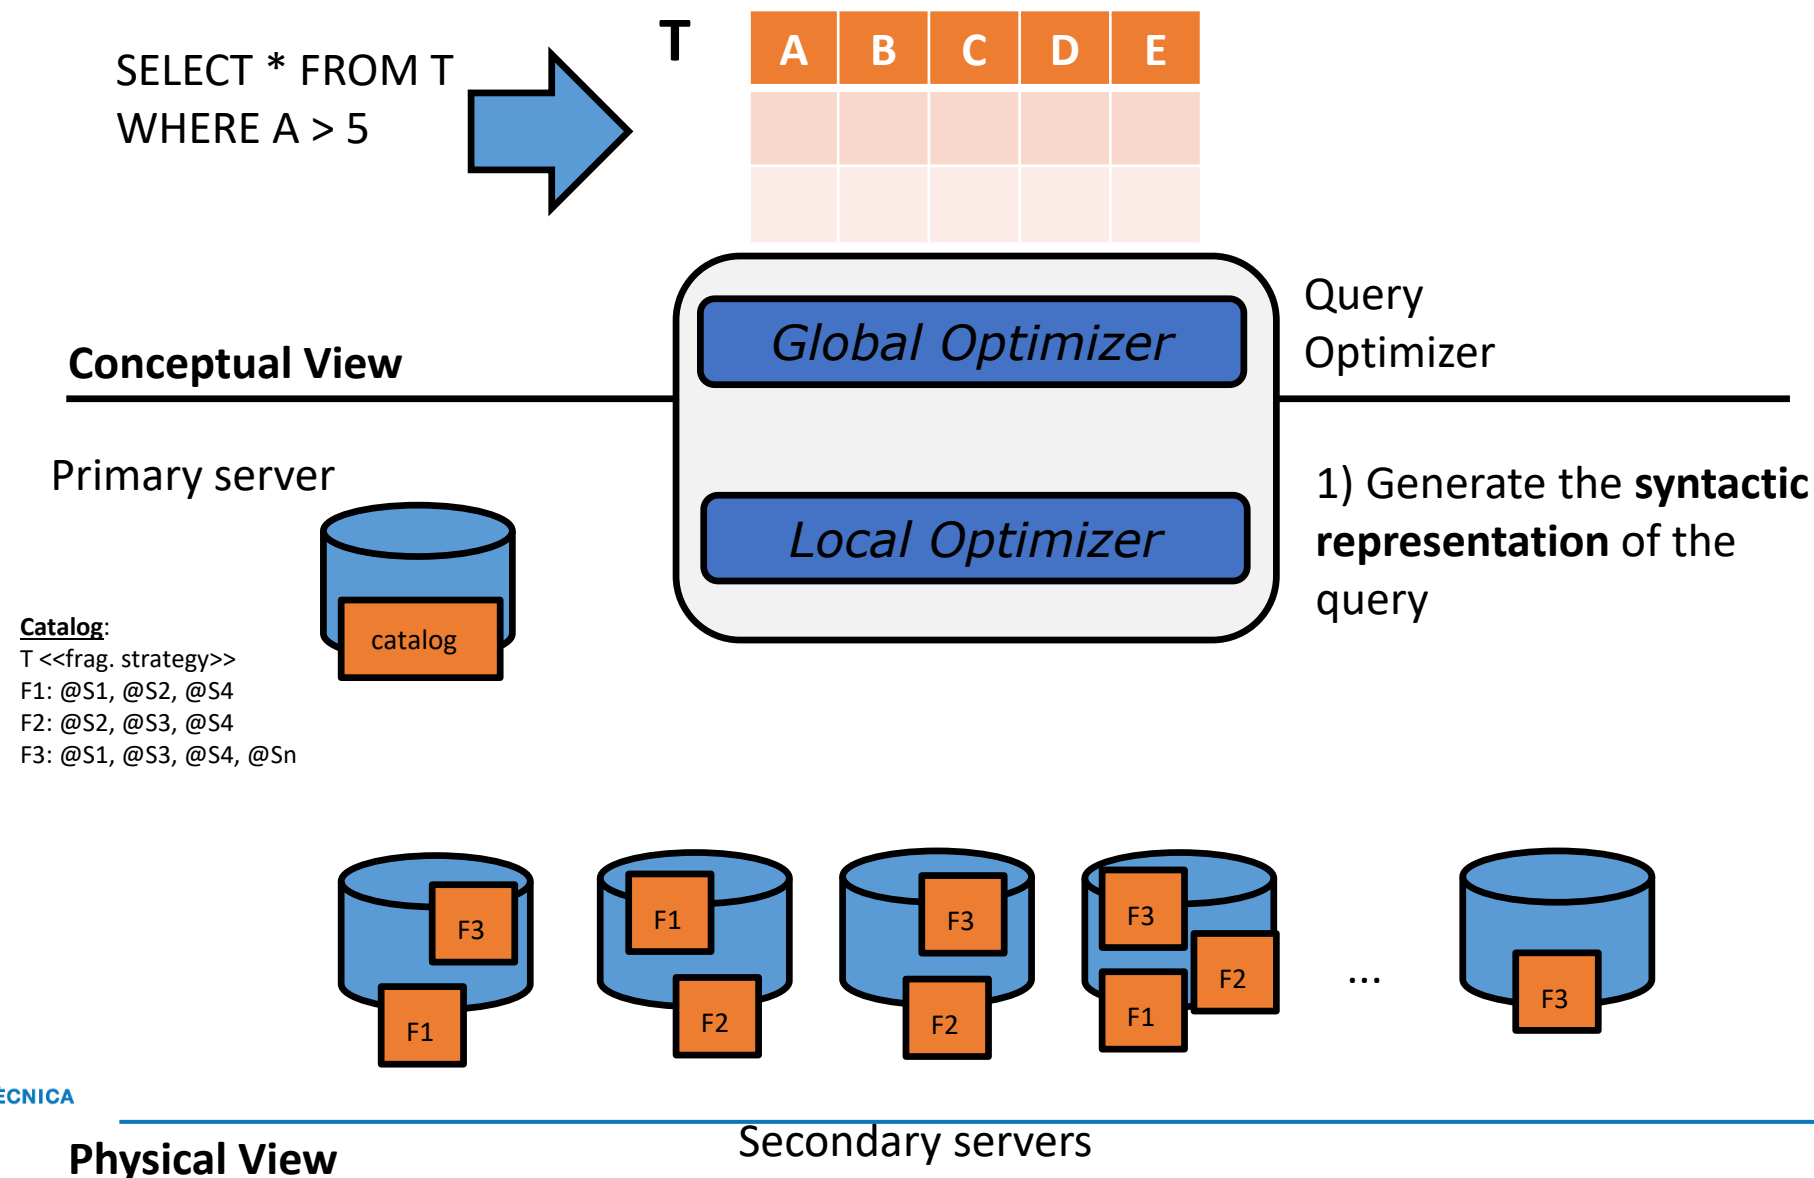 SELECT * FROM T
WHERE A > 5
T
A B C D E
Global Optimizer
Query
Optimizer
Conceptual View
Primary server
Local Optimizer
1) Generate the syntactic
representation of the
query
catalog
Catalog:
T <<frag. strategy>>
F1: @S1, @S2, @S4
F2: @S2, @S3, @S4
F3: @S1, @S3, @S4, @Sn
F3
F1
F1
F2
F3
F2
F3
F2
F1
...
F3
ECNICA
Secondary servers
Physical View